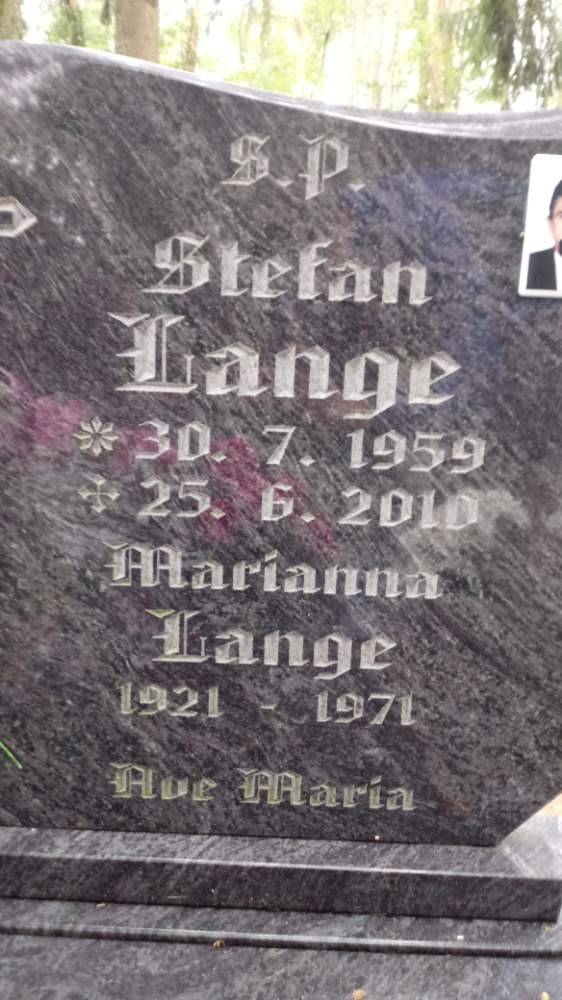 S.P.
Stefan
Lange
* 30. 7. 1959
✣ 25. 6. 2010
Marianna
Lange
1921 - 1971
Ave Maria